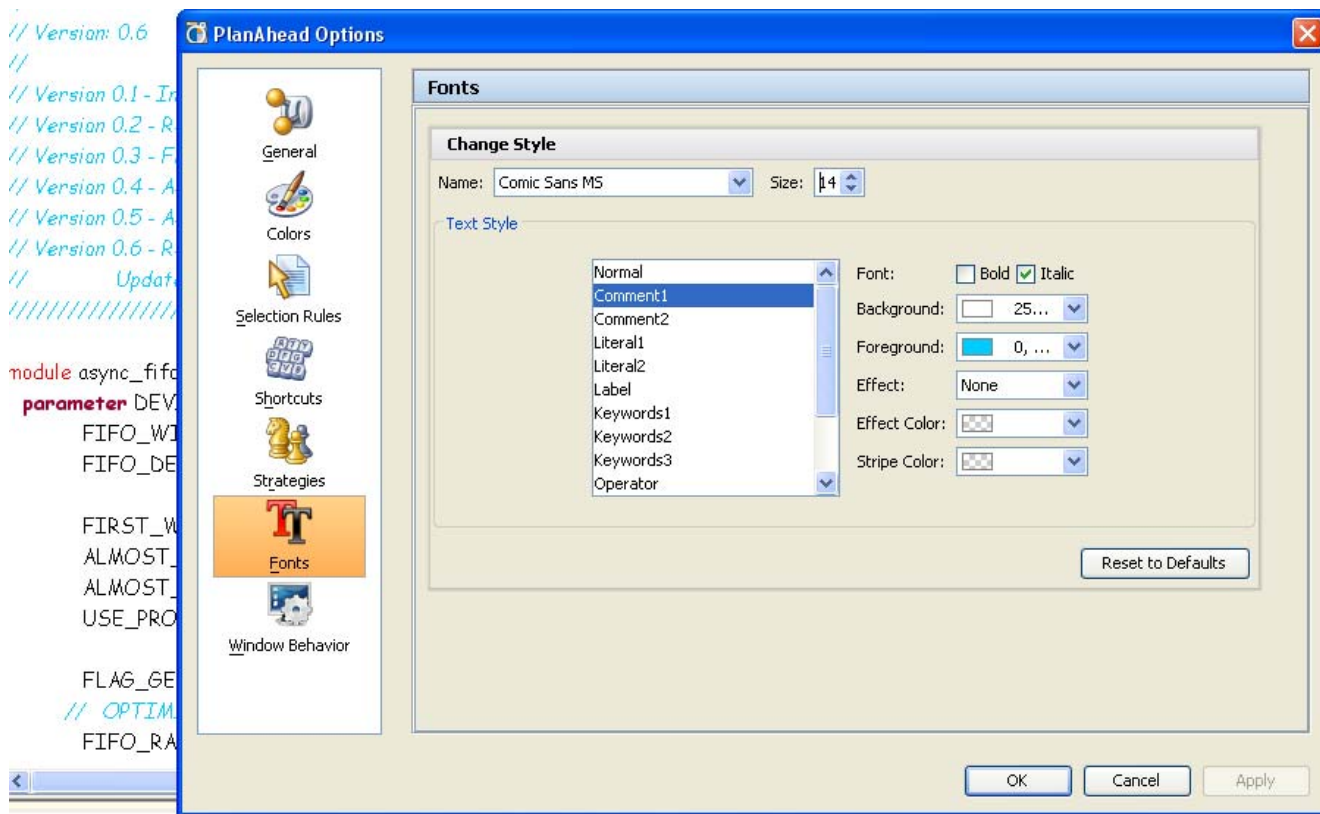 // Version: 0.6
//
// Version 0.1 - In
// Version 0.2 - R
// Version 0.3 - F
// Version 0.4 - A
// Version 0.5 - A
// Version 0.6 - R
// Updat
/////////////////
module async_fifo
parameter DEV
FIFO_WI
FIFO_DE
FIRST_W
ALMOST_
ALMOST_
USE_PRO
FLAG_GE
// OPTIM
FIFO_RA
PlanAhead Options
General
Colors
Selection Rules
Shortcuts
Strategies
Fonts
Window Behavior
Fonts
Change Style
Name: Comic Sans MS Size: 14
Text Style
Normal
Comment1
Comment2
Literal1
Literal2
Label
Keywords1
Keywords2
Keywords3
Operator
Font: Bold Italic
Background: 25...
Foreground: 0, ...
Effect: None
Effect Color:
Stripe Color:
Reset to Defaults
OK Cancel Apply